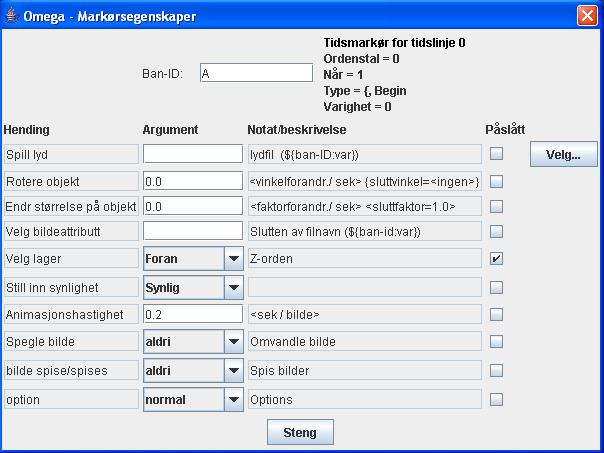 Omega - Markørsegenskaper
Tidsmarkør for tidslinje 0
Ordenstal = 0
Ban-ID: A
Når = 1
Type = {, Begin
Varighet = 0
Hending Argument Notat/beskrivelse Påslått
Spill lyd lydfil (${ban-ID:var}) Velg...
Rotere objekt 0.0 <vinkelforandr./ sek> {sluttvinkel=<ingen>}
Endr størrelse på objekt 0.0 <faktorforandr./ sek> <sluttfaktor=1.0>
Velg bildeattributt Slutten av filnavn (${ban-id:var})
Velg lager Foran Z-orden
Still inn synlighet Synlig
Animasjonshastighet 0.2 <sek / bilde>
Spegle bilde aldri Omvandle bilde
bilde spise/spises aldri Spis bilder
option normal Options
Steng